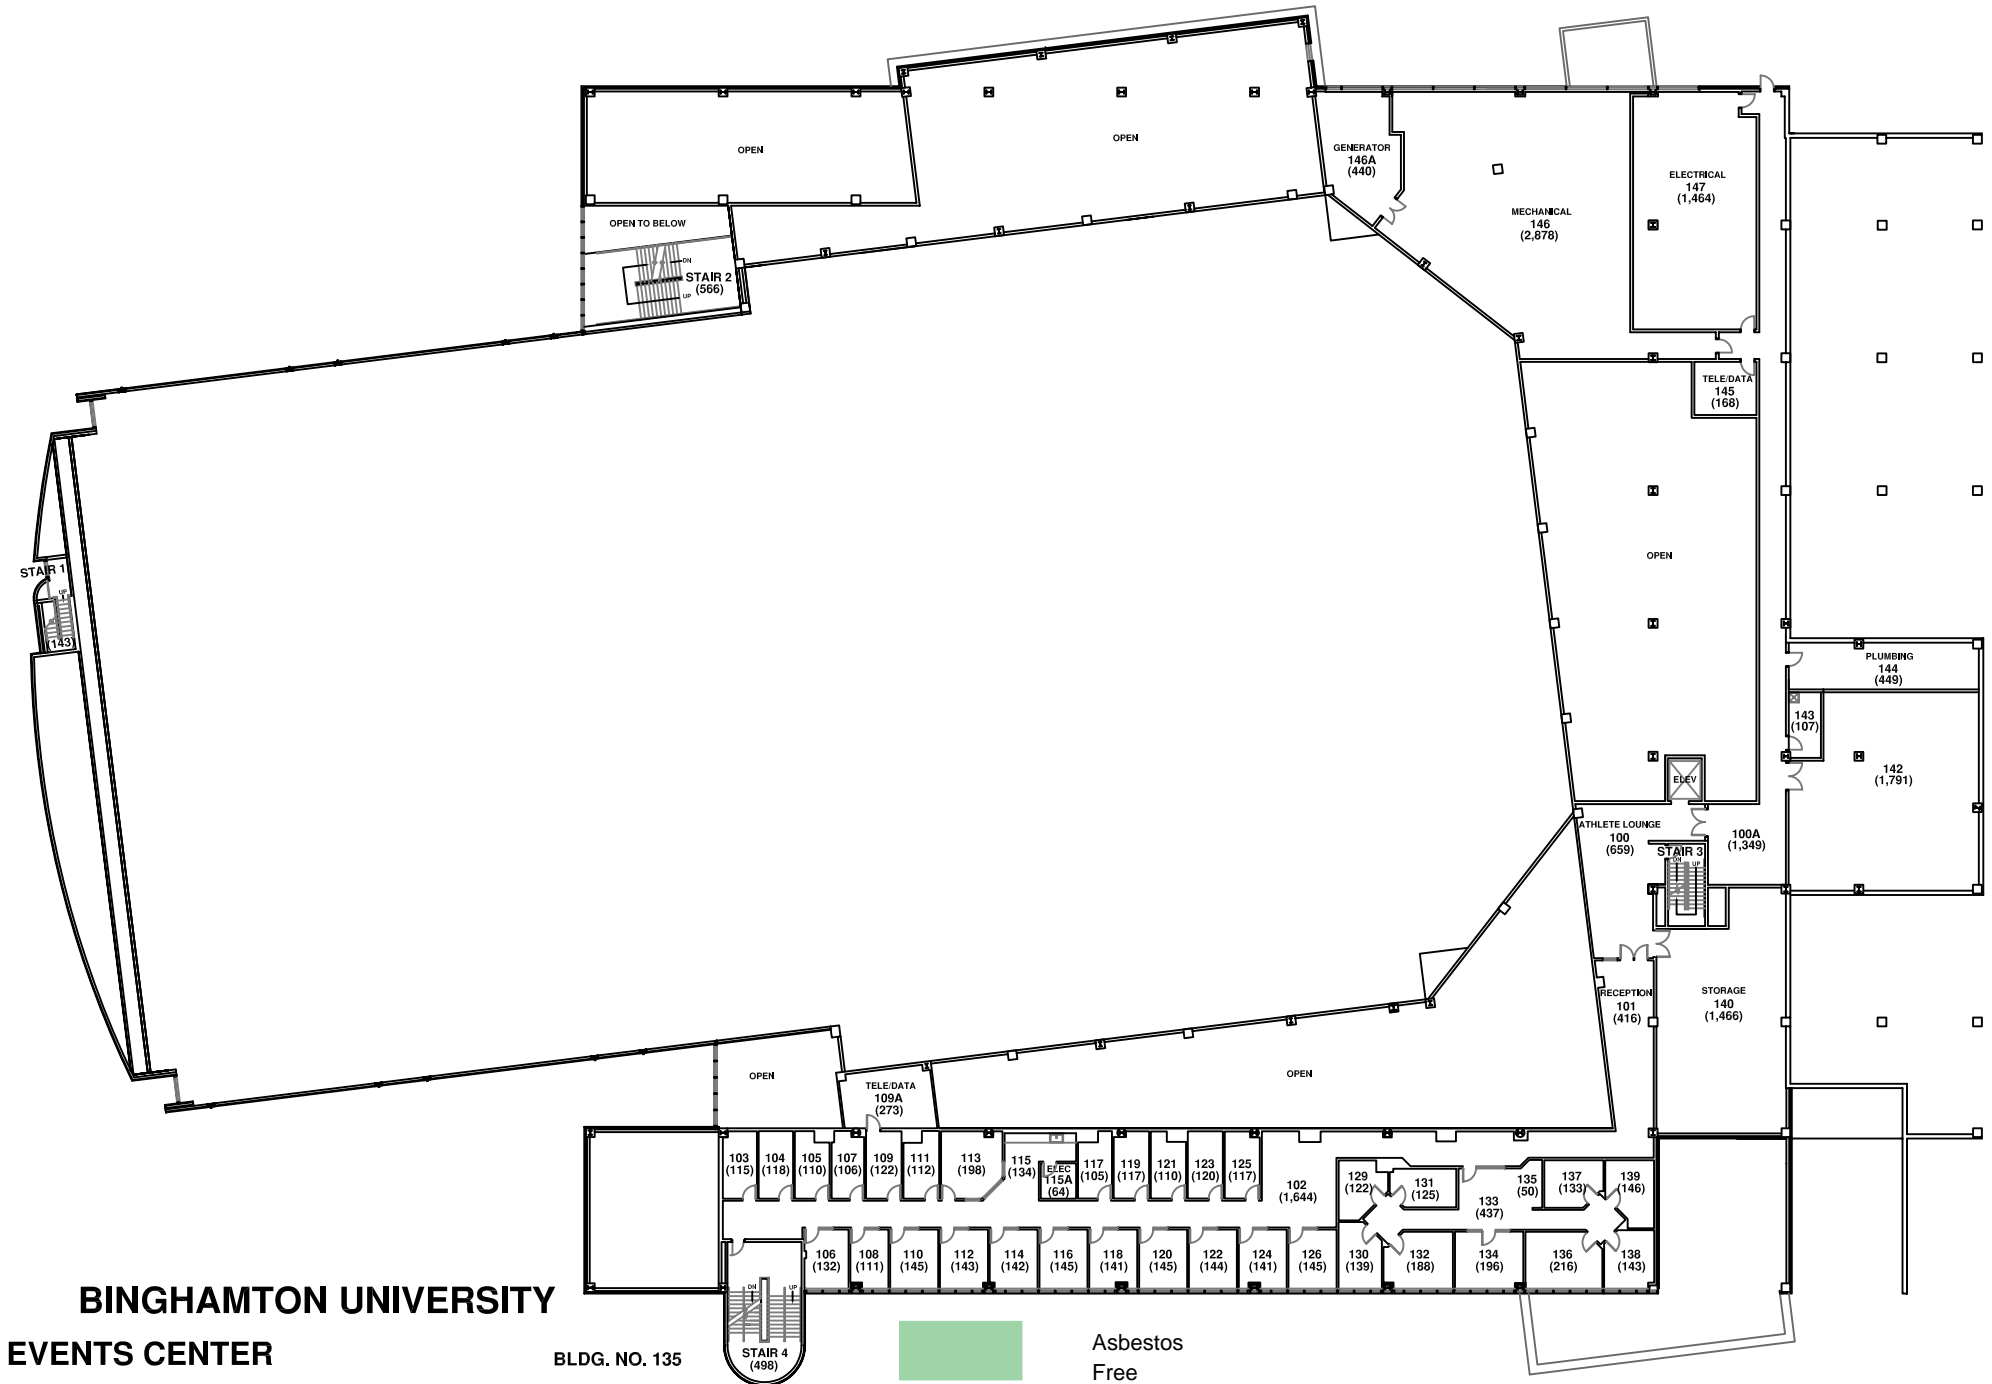 OPEN
OPEN
GENERATOR
146A
(440)
ELECTRICAL
147
(1,464)
MECHANICAL
146
(2,878)
OPEN TO BELOW
DN
STAIR 2
(566)
UP
TELE/DATA
145
(168)
OPEN
STAIR 1
UP
(143)
PLUMBING
144
(449)
143
(107)
142
(1,791)
ELEV
ATHLETE LOUNGE
100
(659)
100A
(1,349)
STAIR 3
DN
UP
RECEPTION
101
(416)
STORAGE
140
(1,466)
OPEN
TELE/DATA
109A
(273)
OPEN
103
(115)
104
(118)
105
(110)
107
(106)
109
(122)
111
(112)
113
(198)
115
(134)
ELEC
115A
(64)
117
(105)
119
(117)
121
(110)
123
(120)
125
(117)
102
(1,644)
129
(122)
131
(125)
133
(437)
135
(50)
137
(133)
139
(146)
106
(132)
108
(111)
110
(145)
112
(143)
114
(142)
116
(145)
118
(141)
120
(145)
122
(144)
124
(141)
126
(145)
130
(139)
132
(188)
134
(196)
136
(216)
138
(143)
DN
UP
STAIR 4
(498)
BINGHAMTON UNIVERSITY
EVENTS CENTER
BLDG. NO. 135
Asbestos
Free